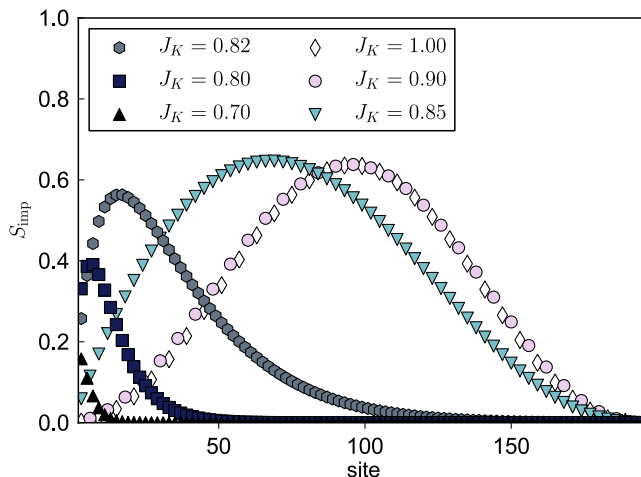 1.0
0.8
0.6
0.4
0.2
0.0
S_imp
J_K = 0.82
J_K = 1.00
J_K = 0.80
J_K = 0.90
J_K = 0.70
J_K = 0.85
50
100
150
site